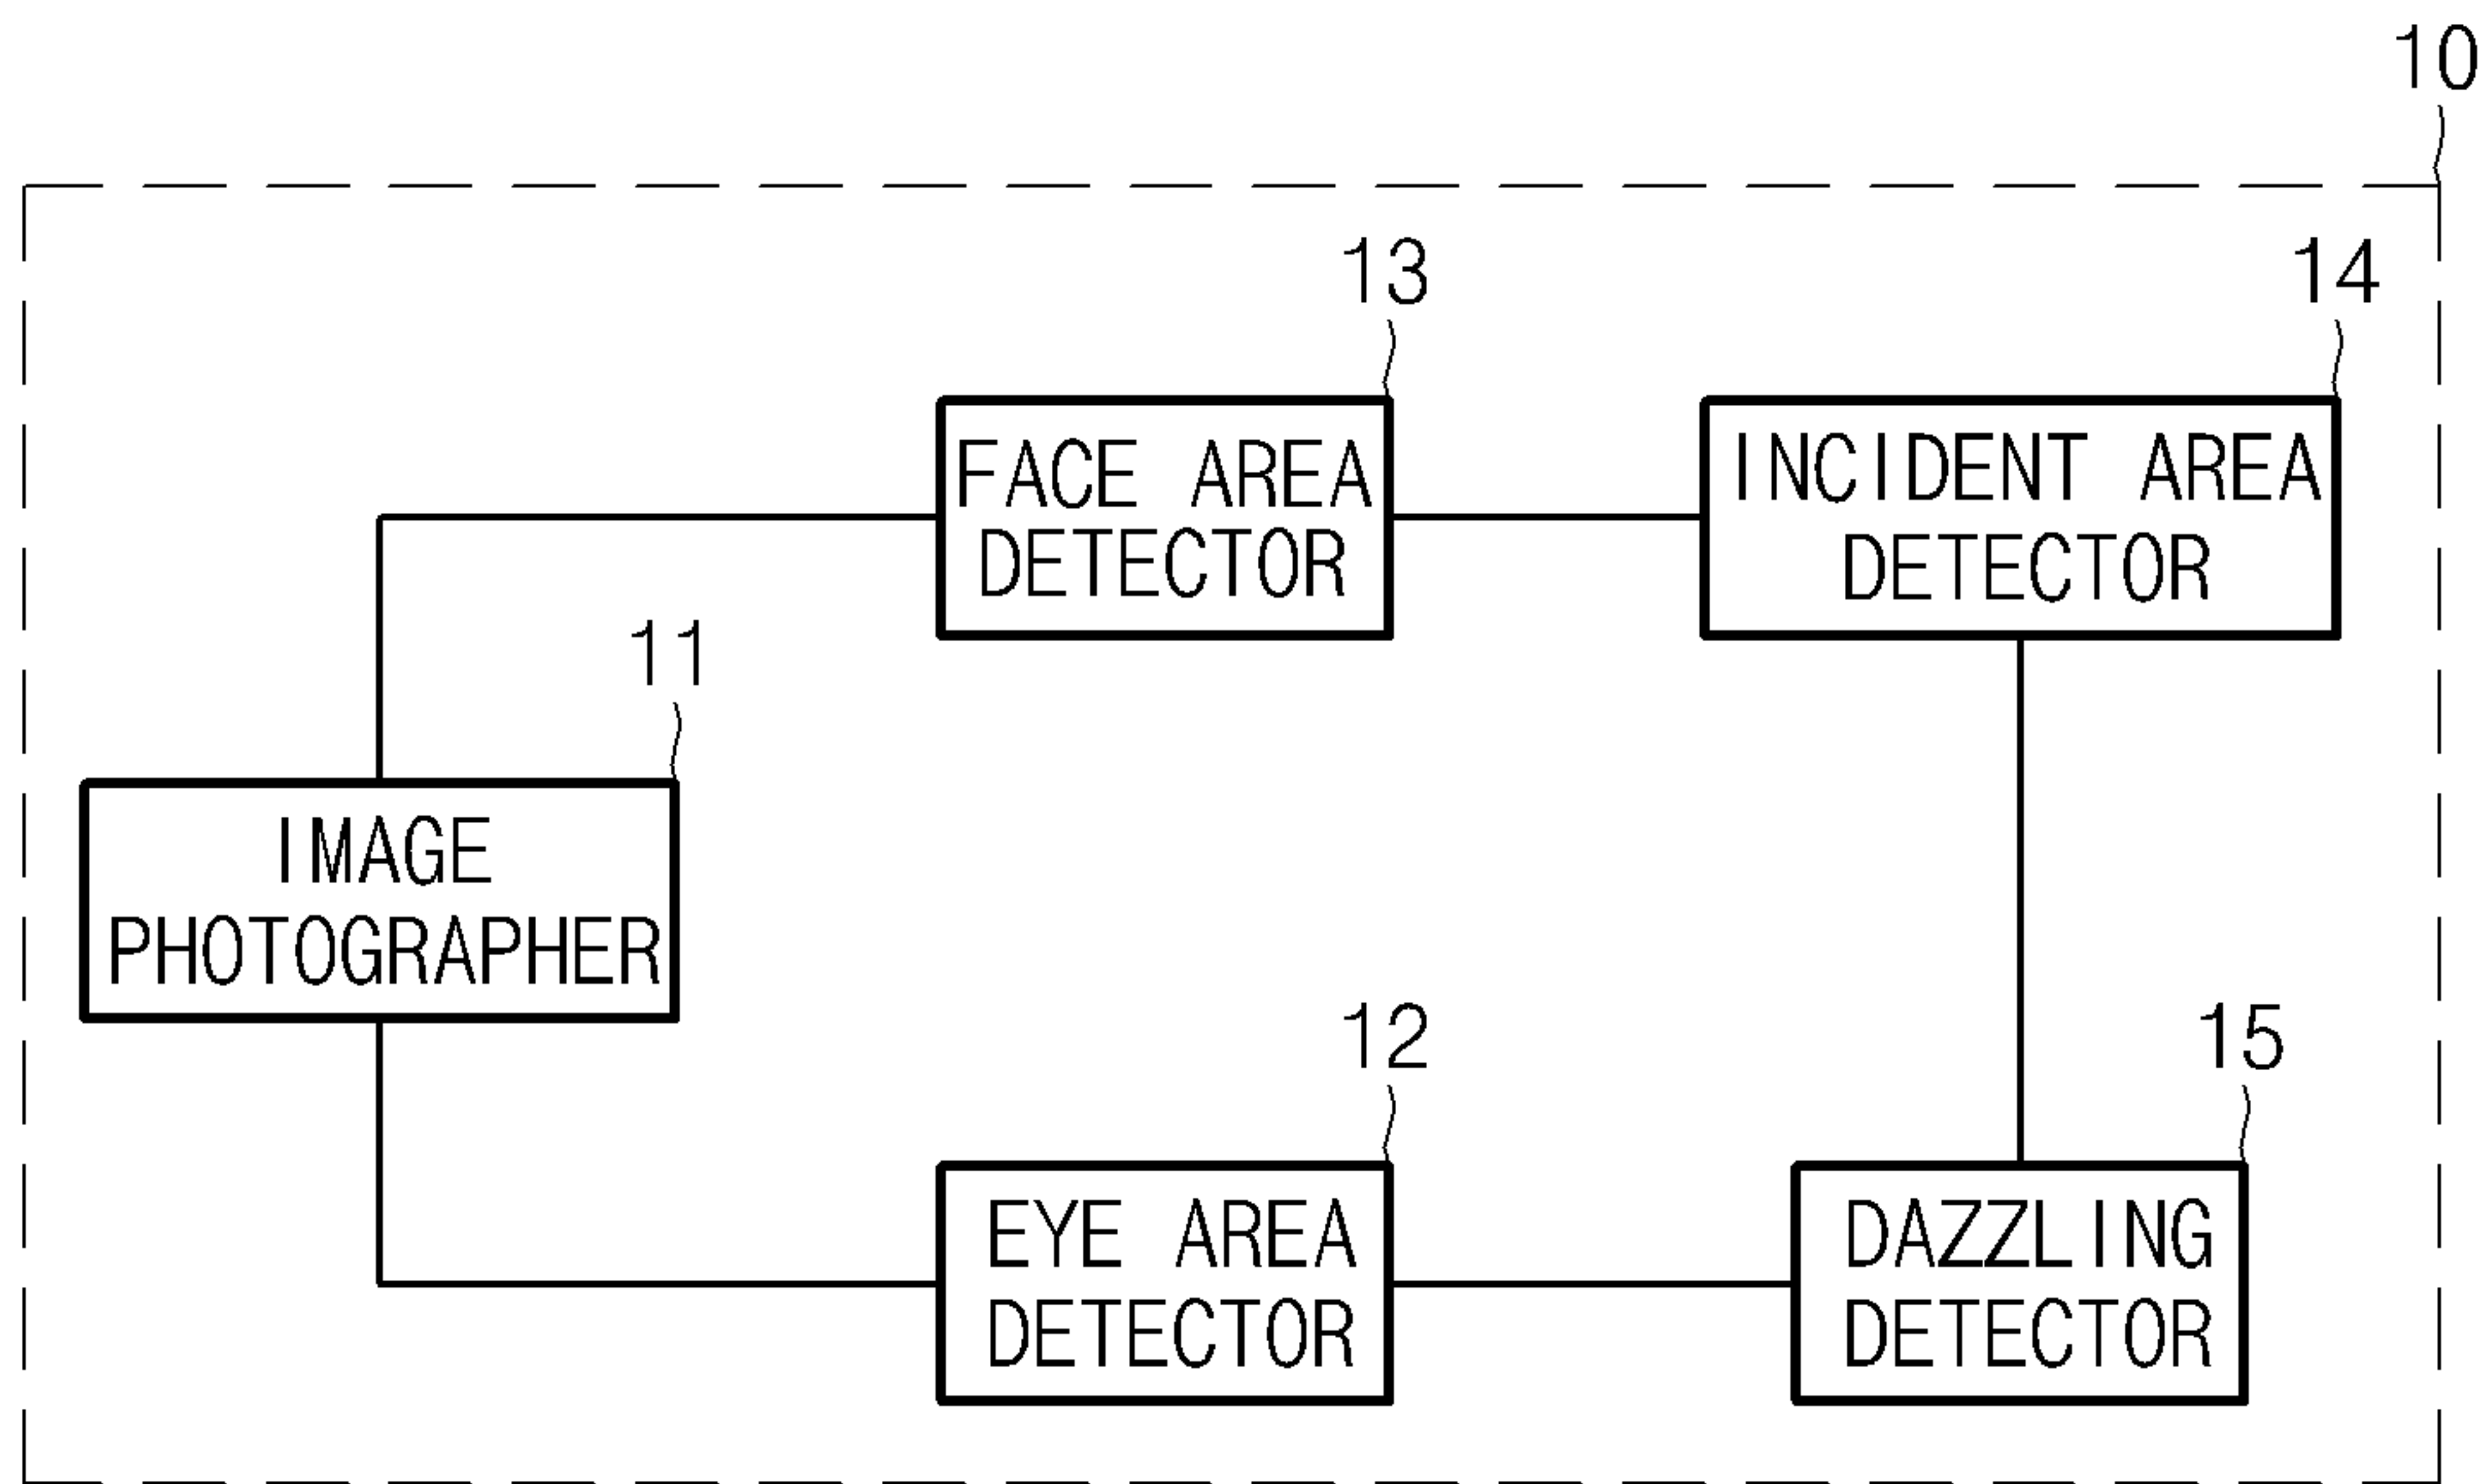 10
13
14
FACE AREA
DETECTOR
INCIDENT AREA
DETECTOR
11
IMAGE
PHOTOGRAPHER
12
15
EYE AREA
DETECTOR
DAZZLING
DETECTOR